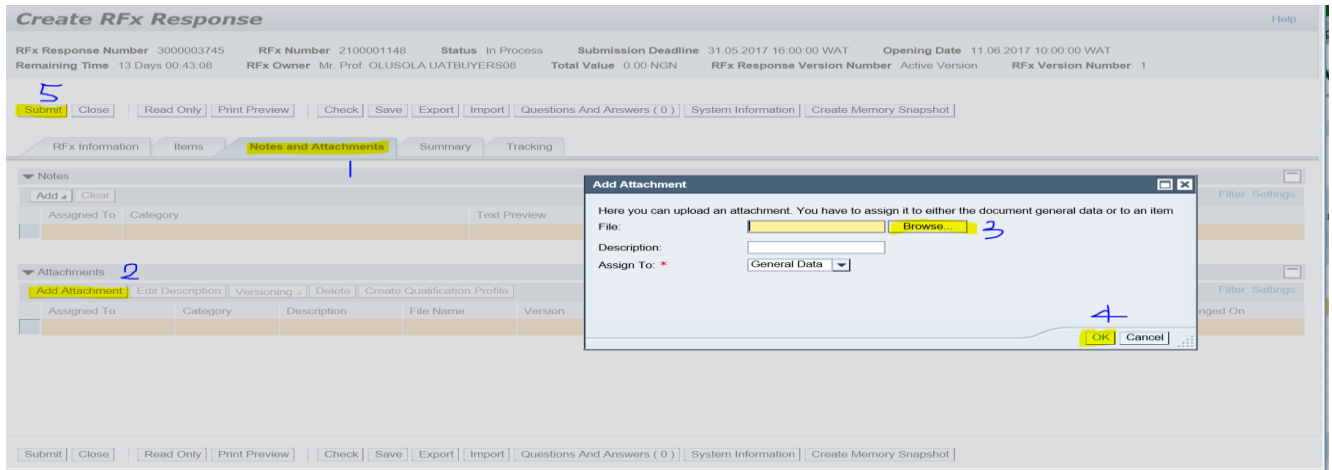 Create RFx Response
Help
RFx Response Number 3000003745 RFx Number 2100001148 Status In Process Submission Deadline 31.05.2017 16:00:00 WAT Opening Date 11.06.2017 10:00:00 WAT
Remaining Time 13 Days 00:43:08 RFx Owner Mr. Prof. OLUSOLA UATBUYERS08 Total Value 0.00 NGN RFx Response Version Number Active Version RFx Version Number 1
5
Submit Close Read Only Print Preview Check Save Export Import Questions And Answers ( 0 ) System Information Create Memory Snapshot
RFx Information Items Notes and Attachments Summary Tracking
1
Notes
Add Clear Filter Settings
Assigned To Category Text Preview
Add Attachment
Here you can upload an attachment. You have to assign it to either the document general data or to an item
File: Browse... 3
Description:
Assign To: * General Data
4
OK Cancel
Attachments 2
Add Attachment Edit Description Versioning Delete Create Qualification Profile Filter Settings
Assigned To Category Description File Name Version nged On
Submit Close Read Only Print Preview Check Save Export Import Questions And Answers ( 0 ) System Information Create Memory Snapshot